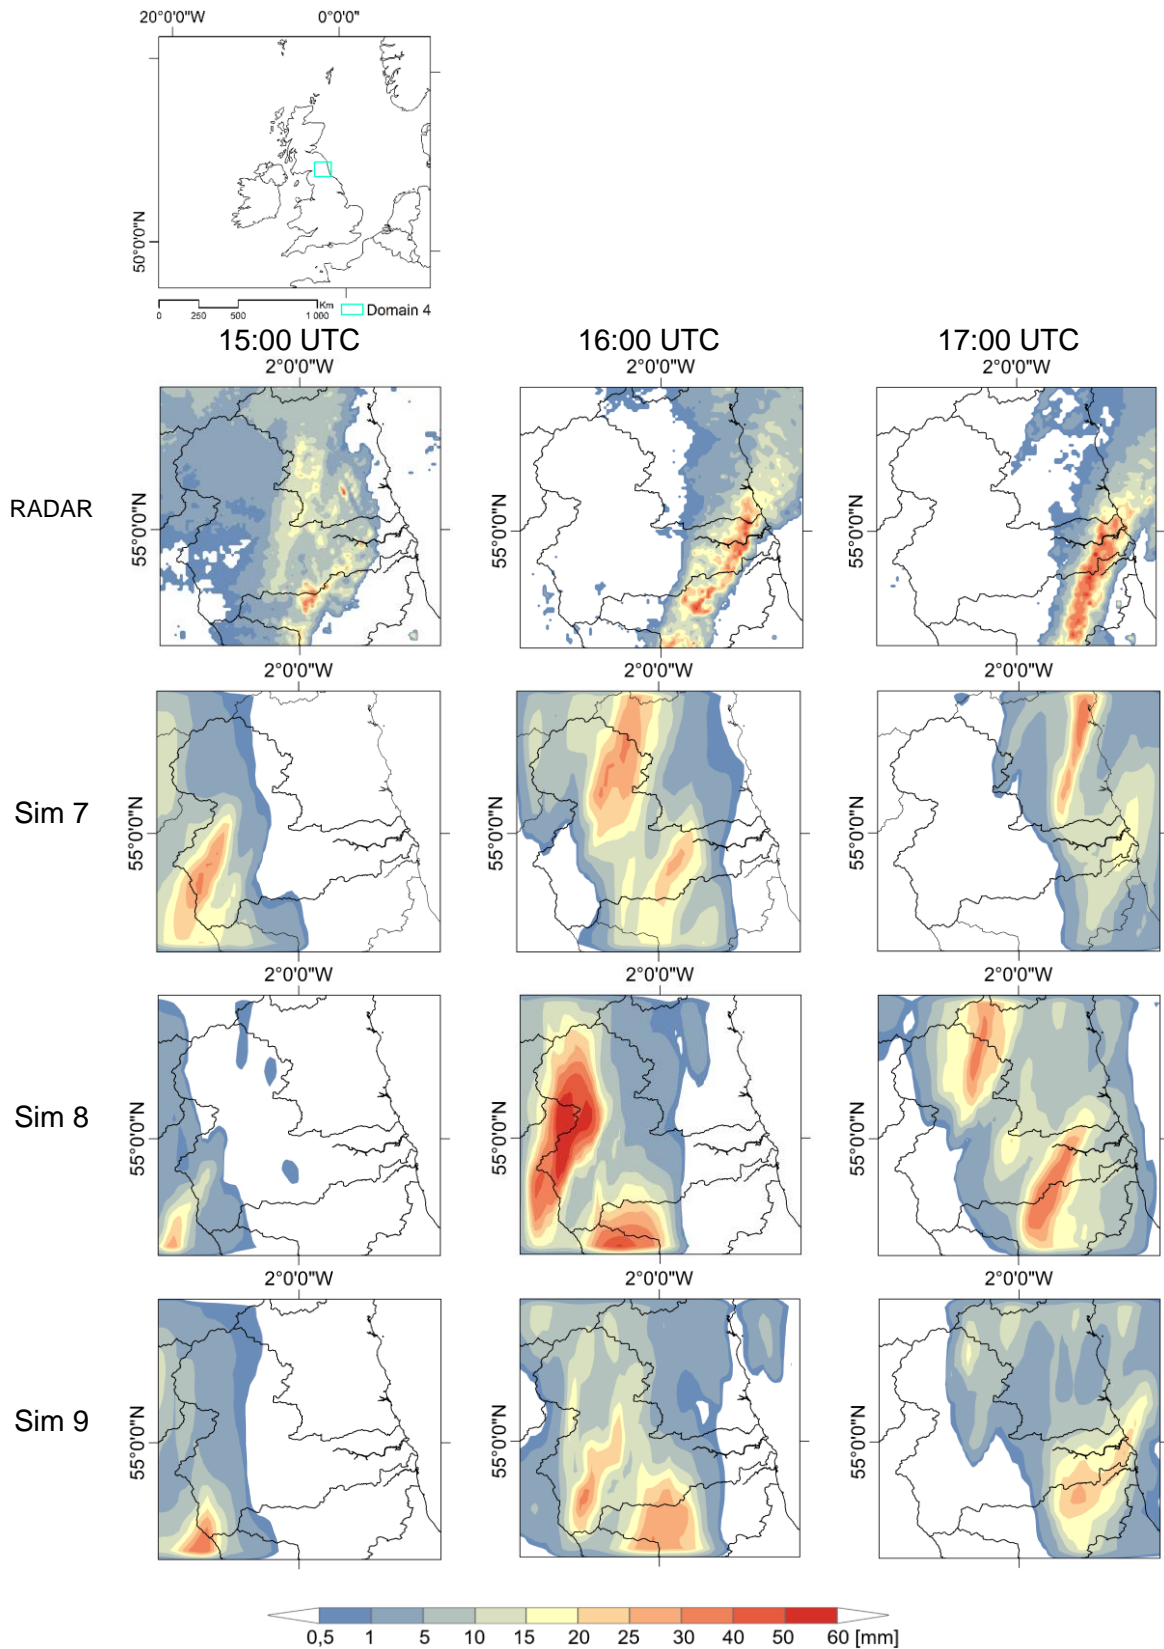 20°0'0"W 0°0'0"
50°0'0"N
0 250 500 1 000 Km Domain 4
15:00 UTC 16:00 UTC 17:00 UTC
2°0'0"W 2°0'0"W 2°0'0"W
RADAR 55°0'0"N 55°0'0"N 55°0'0"N
2°0'0"W 2°0'0"W 2°0'0"W
Sim 7 55°0'0"N 55°0'0"N 55°0'0"N
2°0'0"W 2°0'0"W 2°0'0"W
Sim 8 55°0'0"N 55°0'0"N 55°0'0"N
2°0'0"W 2°0'0"W 2°0'0"W
Sim 9 55°0'0"N 55°0'0"N 55°0'0"N
0,5 1 5 10 15 20 25 30 40 50 60 [mm]